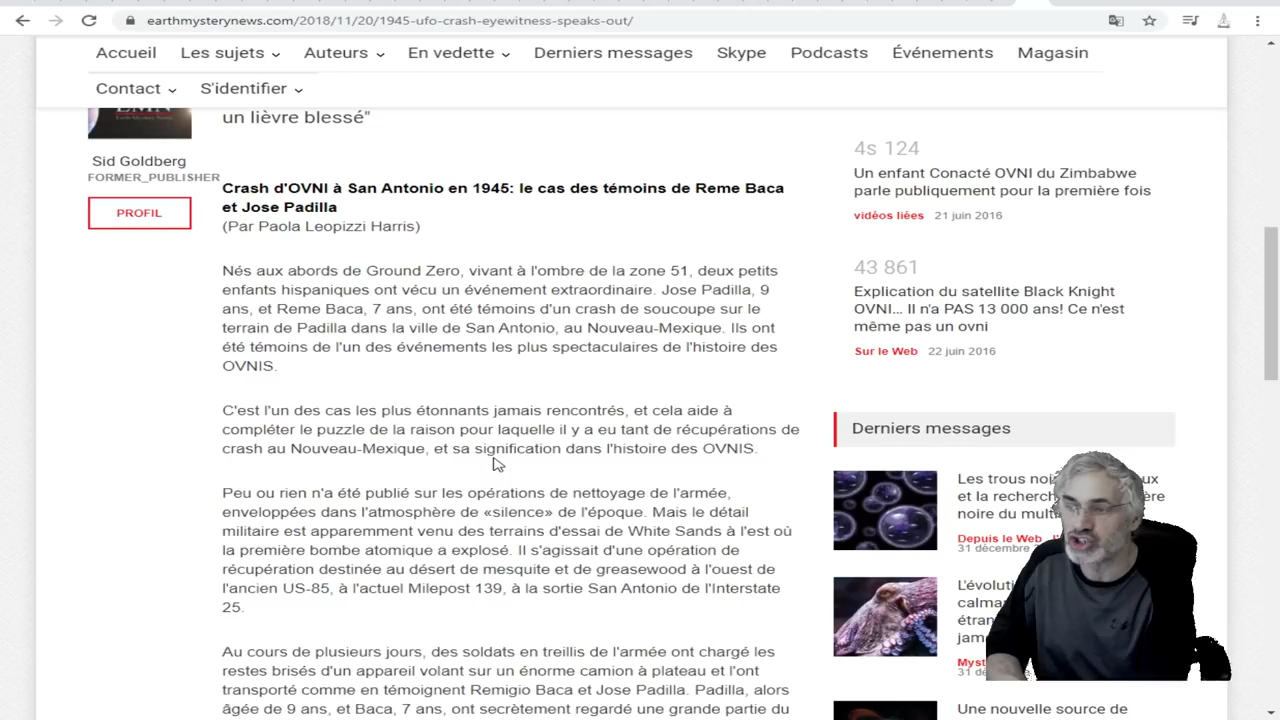 earthmysterynews.com/2018/11/20/1945-ufo-crash-eyewitness-speaks-out/
Accueil Les sujets Auteurs En vedette Derniers messages Skype Podcasts Événements Magasin
Contact S'identifier
Sid Goldberg
FORMER_PUBLISHER
PROFIL
un lièvre blessé"
Crash d'OVNI à San Antonio en 1945: le cas des témoins de Reme Baca
et Jose Padilla
(Par Paola Leopizzi Harris)
Nés aux abords de Ground Zero, vivant à l'ombre de la zone 51, deux petits
enfants hispaniques ont vécu un événement extraordinaire. Jose Padilla, 9
ans, et Reme Baca, 7 ans, ont été témoins d'un crash de soucoupe sur le
terrain de Padilla dans la ville de San Antonio, au Nouveau-Mexique. Ils ont
été témoins de l'un des événements les plus spectaculaires de l'histoire des
OVNIS.
C'est l'un des cas les plus étonnants jamais rencontrés, et cela aide à
compléter le puzzle de la raison pour laquelle il y a eu tant de récupérations de
crash au Nouveau-Mexique, et sa signification dans l'histoire des OVNIS.
Peu ou rien n'a été publié sur les opérations de nettoyage de l'armée,
enveloppées dans l'atmosphère de «silence» de l'époque. Mais le détail
militaire est apparemment venu des terrains d'essai de White Sands à l'est où
la première bombe atomique a explosé. Il s'agissait d'une opération de
récupération destinée au désert de mesquite et de greasewood à l'ouest de
l'ancien US-85, à l'actuel Milepost 139, à la sortie San Antonio de l'Interstate
25.
Au cours de plusieurs jours, des soldats en treillis de l'armée ont chargé les
restes brisés d'un appareil volant sur un énorme camion à plateau et l'ont
transporté comme en témoignent Remigio Baca et Jose Padilla. Padilla, alors
âgée de 9 ans, et Baca, 7 ans, ont secrètement regardé une grande partie du
4s 124
Un enfant Conacté OVNI du Zimbabwe
parle publiquement pour la première fois
vidéos liées 21 juin 2016
43 861
Explication du satellite Black Knight
OVNI... Il n'a PAS 13 000 ans! Ce n'est
même pas un ovni
Sur le Web 22 juin 2016
Derniers messages
Les trous
et la recherche
noire du
Depuis le Web
31 décembre
L'évolution
31
Une nouvelle source de